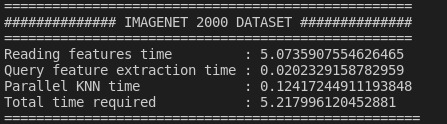 ===================================================
############## IMAGENET 2000 DATASET ##############
===================================================
Reading features time         : 5.0735907554626465
Query feature extraction time : 0.0202329158782959
Parallel KNN time             : 0.12417244911193848
Total time required           : 5.217996120452881
====================================================